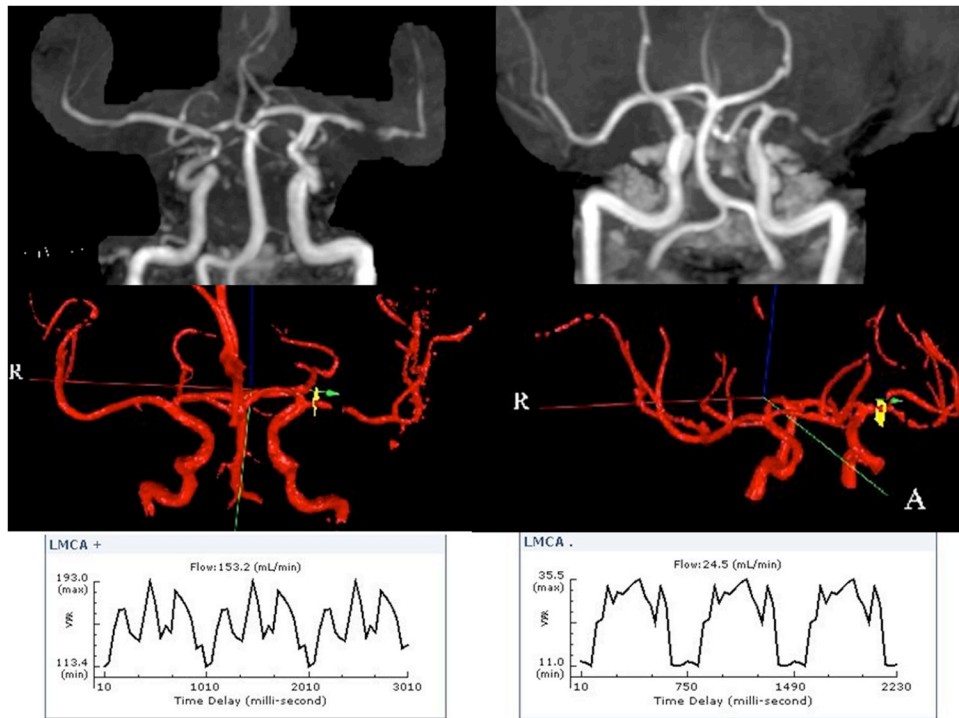 R
R
A
LMCA +
Flow:153.2 (mL/min)
193.0
(max)
VFR
113.4
(min)
10
1010
2010
3010
Time Delay (milli-second)
LMCA .
Flow:24.5 (mL/min)
35.5
(max)
VFR
11.0
(min)
10
750
1490
2230
Time Delay (milli-second)